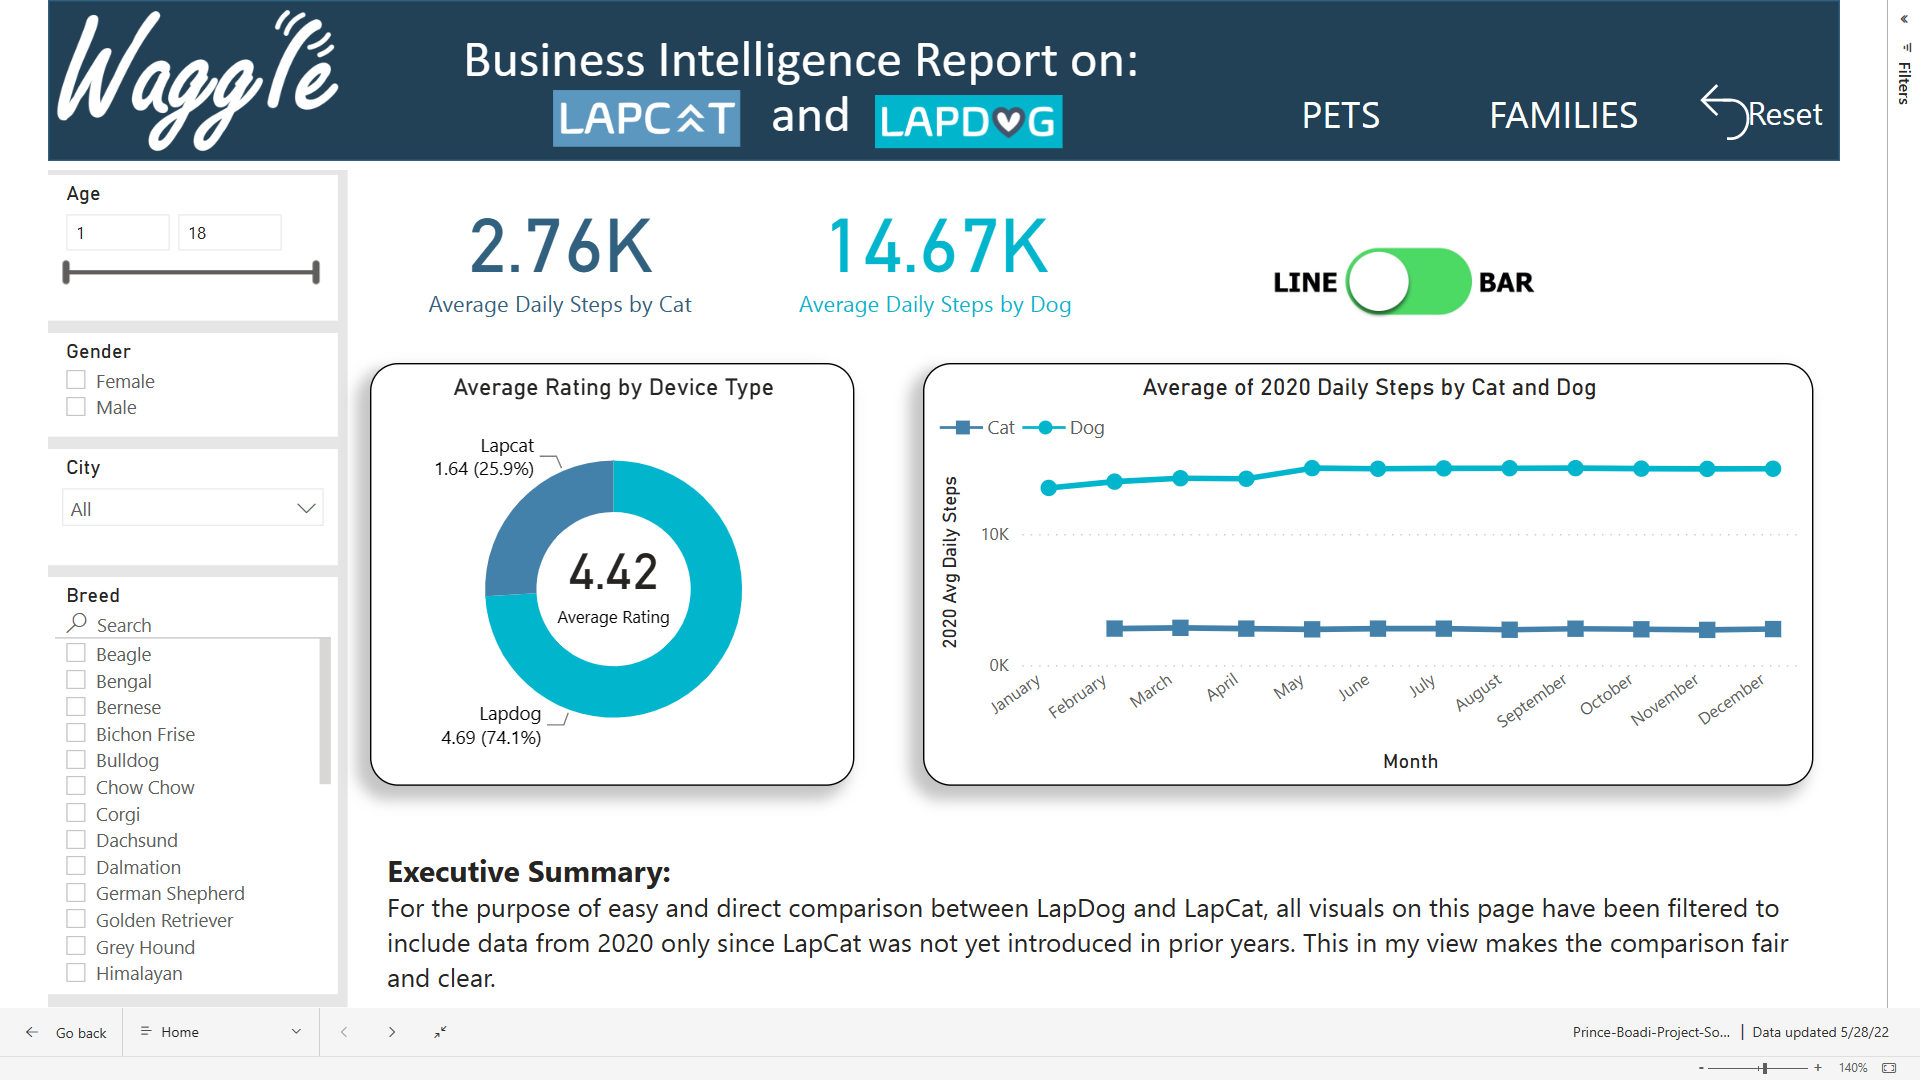 Waggle
Business Intelligence Report on:
LAPCAT and LAPDOG
PETS
FAMILIES
Reset
«
Filters
Age
1
18
Gender
Female
Male
City
All
Breed
Search
Beagle
Bengal
Bernese
Bichon Frise
Bulldog
Chow Chow
Corgi
Dachsund
Dalmation
German Shepherd
Golden Retriever
Grey Hound
Himalayan
2.76K
Average Daily Steps by Cat
14.67K
Average Daily Steps by Dog
LINE
BAR
Average Rating by Device Type
Lapcat
1.64 (25.9%)
4.42
Average Rating
Lapdog
4.69 (74.1%)
Average of 2020 Daily Steps by Cat and Dog
Cat
Dog
2020 Avg Daily Steps
10K
0K
January
February
March
April
May
June
July
August
September
October
November
December
Month
Executive Summary:
For the purpose of easy and direct comparison between LapDog and LapCat, all visuals on this page have been filtered to
include data from 2020 only since LapCat was not yet introduced in prior years. This in my view makes the comparison fair
and clear.
Go back
Home
Prince-Boadi-Project-So... | Data updated 5/28/22
- + 140%